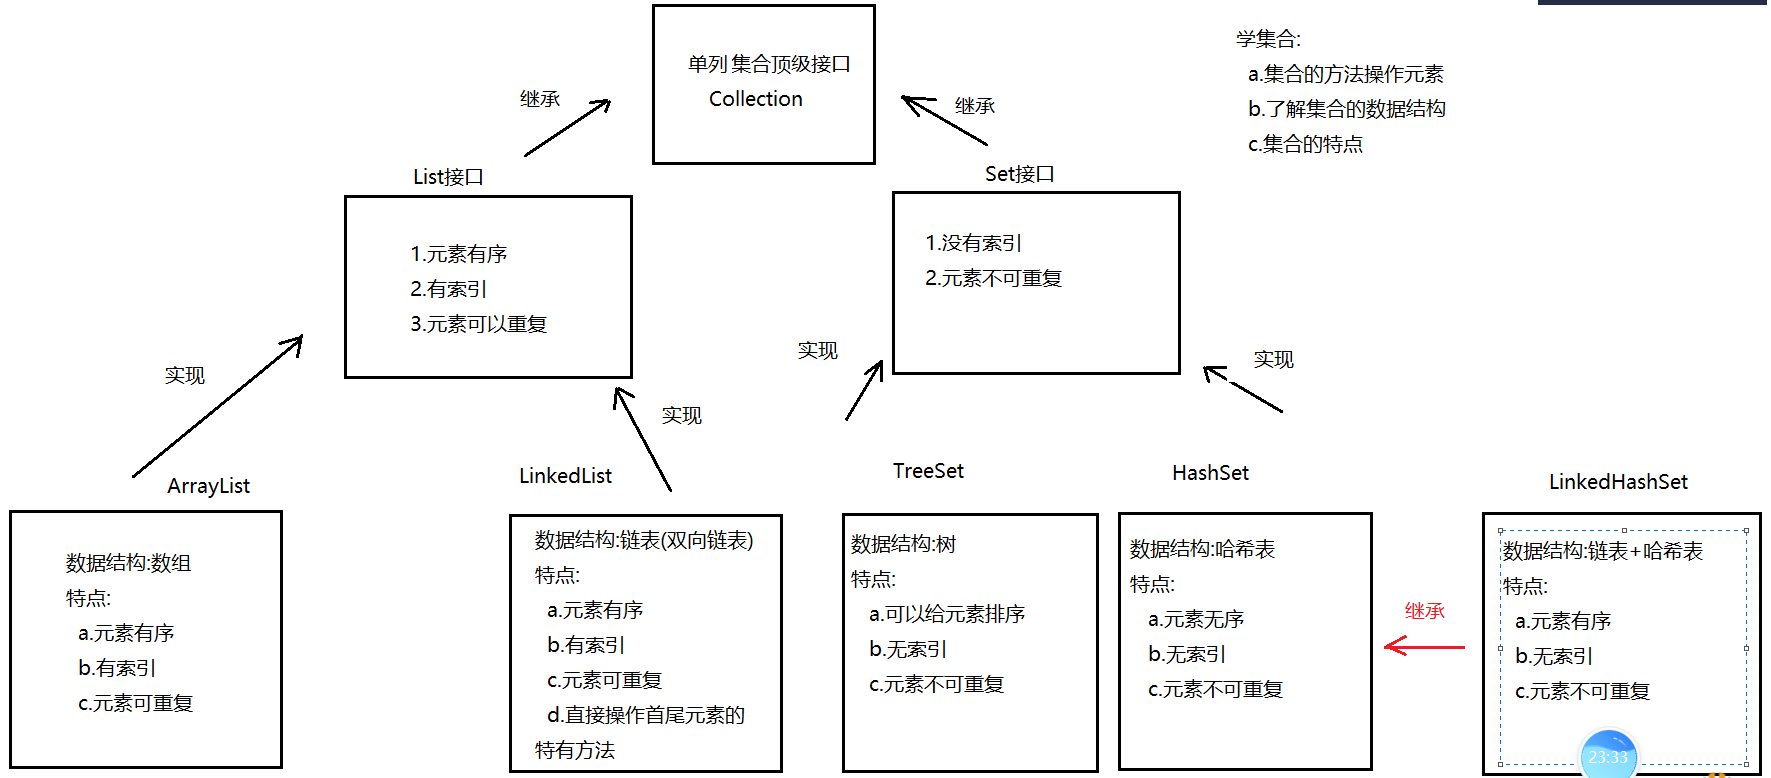 单列 集合顶级接口
Collection
学集合:
a.集合的方法操作元素
b.了解集合的数据结构
c.集合的特点
继承
继承
List接口
1.元素有序
2.有索引
3.元素可以重复
Set接口
1.没有索引
2.元素不可重复
实现
实现
实现
实现
ArrayList
数据结构:数组
特点:
a.元素有序
b.有索引
c.元素可重复
LinkedList
数据结构:链表(双向链表)
特点:
a.元素有序
b.有索引
c.元素可重复
d.直接操作首尾元素的
特有方法
TreeSet
数据结构:树
特点:
a.可以给元素排序
b.无索引
c.元素不可重复
HashSet
数据结构:哈希表
特点:
a.元素无序
b.无索引
c.元素不可重复
继承
LinkedHashSet
数据结构:链表+哈希表
特点:
a.元素有序
b.无索引
c.元素不可重复
23:33